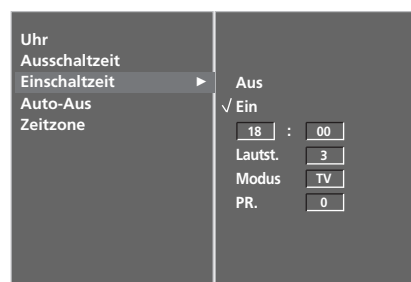 Uhr
Ausschaltzeit
Einschaltzeit ►
Auto-Aus
Zeitzone
Aus
√ Ein
18 : 00
Lautst. 3
Modus TV
PR. 0